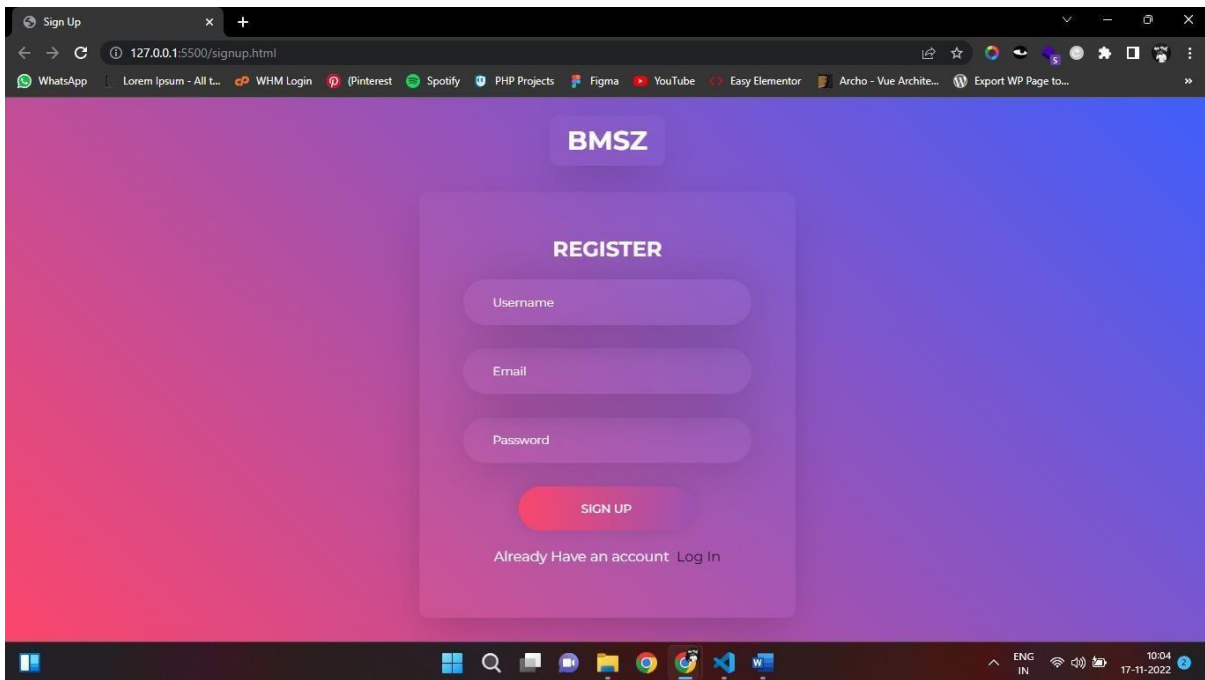 Sign Up
127.0.0.1:5500/signup.html
WhatsApp Lorem Ipsum - All t... WHM Login (Pinterest Spotify PHP Projects Figma YouTube Easy Elementor Archo - Vue Archite... Export WP Page to... »
BMSZ
REGISTER
Username
Email
Password
SIGN UP
Already Have an account Log In
ENG
IN
10:04
17-11-2022
2